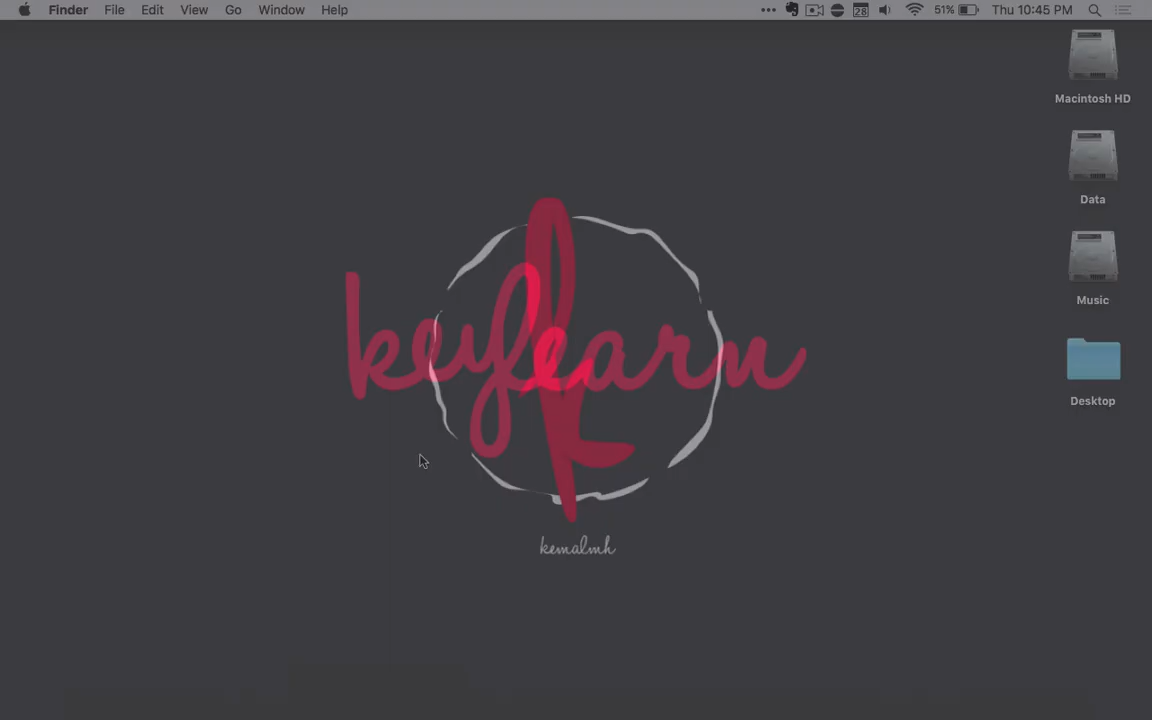 Finder File Edit View Go Window Help 28 51% Thu 10:45 PM
Macintosh HD
Data
Music
Desktop
keylearn
k
kemalmh